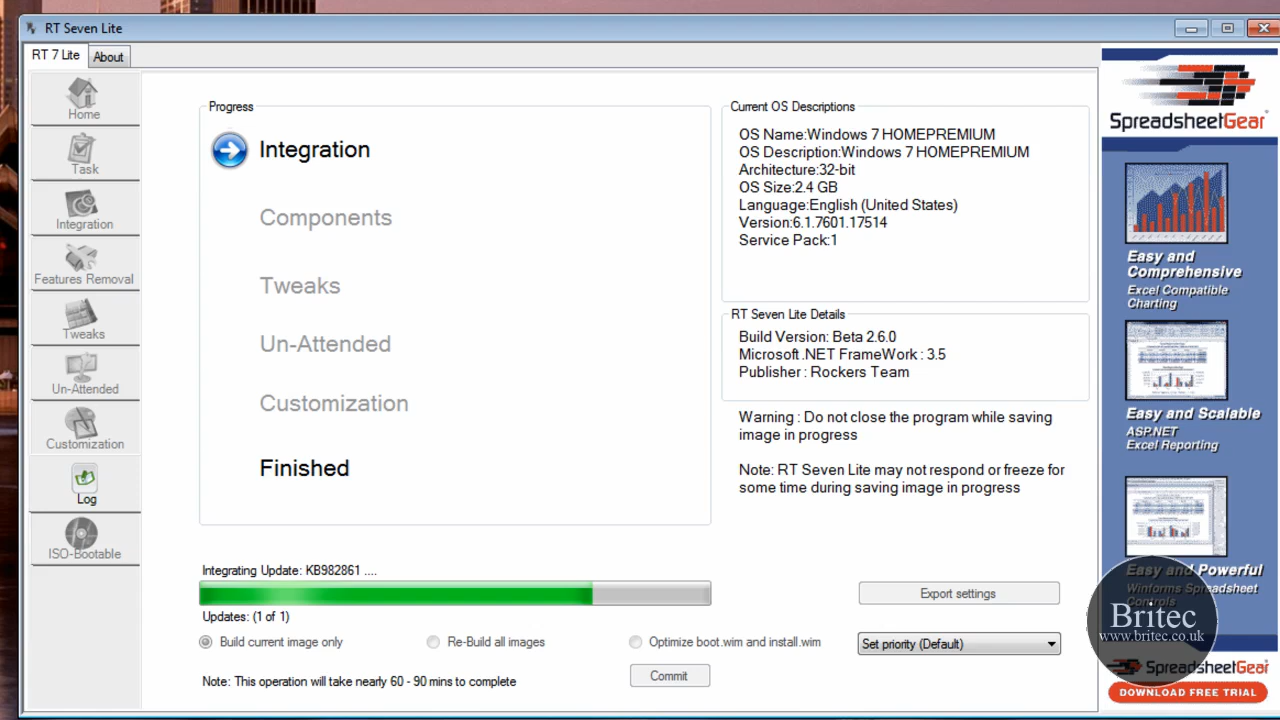 RT Seven Lite
RT 7 Lite
About
Home
Task
Integration
Features Removal
Tweaks
Un-Attended
Customization
Log
ISO-Bootable
Progress
Integration
Components
Tweaks
Un-Attended
Customization
Finished
Current OS Descriptions
OS Name:Windows 7 HOMEPREMIUM
OS Description:Windows 7 HOMEPREMIUM
Architecture:32-bit
OS Size:2.4 GB
Language:English (United States)
Version:6.1.7601.17514
Service Pack:1
RT Seven Lite Details
Build Version: Beta 2.6.0
Microsoft .NET FrameWork : 3.5
Publisher : Rockers Team
Warning : Do not close the program while saving
image in progress
Note: RT Seven Lite may not respond or freeze for
some time during saving image in progress
Integrating Update: KB982861 ....
Updates: (1 of 1)
Export settings
Build current image only
Re-Build all images
Optimize boot.wim and install.wim
Set priority (Default)
Note: This operation will take nearly 60 - 90 mins to complete
Commit
SpreadsheetGear
Easy and
Comprehensive
Excel Compatible
Charting
Easy and Scalable
ASP.NET
Excel Reporting
Easy and Powerful
Winforms Spreadsheet
Controls
Britec
www.britec.co.uk
SpreadsheetGear
DOWNLOAD FREE TRIAL